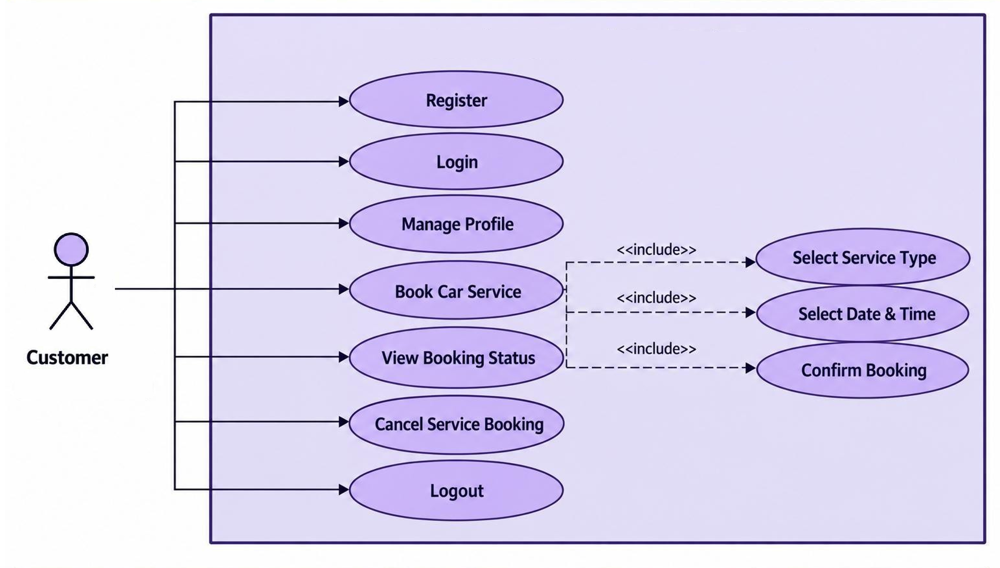 Register
Login
Manage Profile
<<include>>
Select Service Type
Book Car Service
<<include>>
Select Date & Time
<<include>>
Customer
View Booking Status
Confirm Booking
Cancel Service Booking
Logout